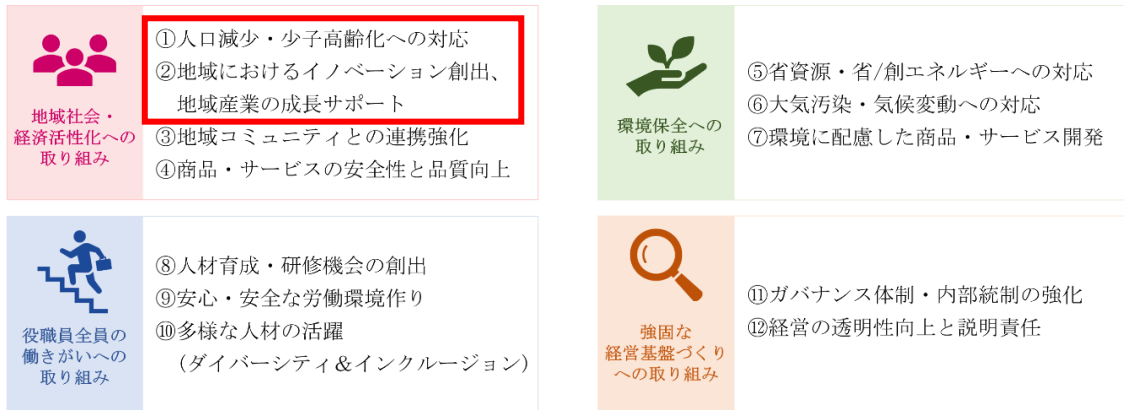 地域社会・
経済活性化への
取り組み
①人口減少・少子高齢化への対応
②地域におけるイノベーション創出、
地域産業の成長サポート
③地域コミュニティとの連携強化
④商品・サービスの安全性と品質向上
環境保全への
取り組み
⑤省資源・省/創エネルギーへの対応
⑥大気汚染・気候変動への対応
⑦環境に配慮した商品・サービス開発
役職員全員の
働きがいへの
取り組み
⑧人材育成・研修機会の創出
⑨安心・安全な労働環境作り
⑩多様な人材の活躍
（ダイバーシティ&インクルージョン）
強固な
経営基盤づくり
への取り組み
⑪ガバナンス体制・内部統制の強化
⑫経営の透明性向上と説明責任